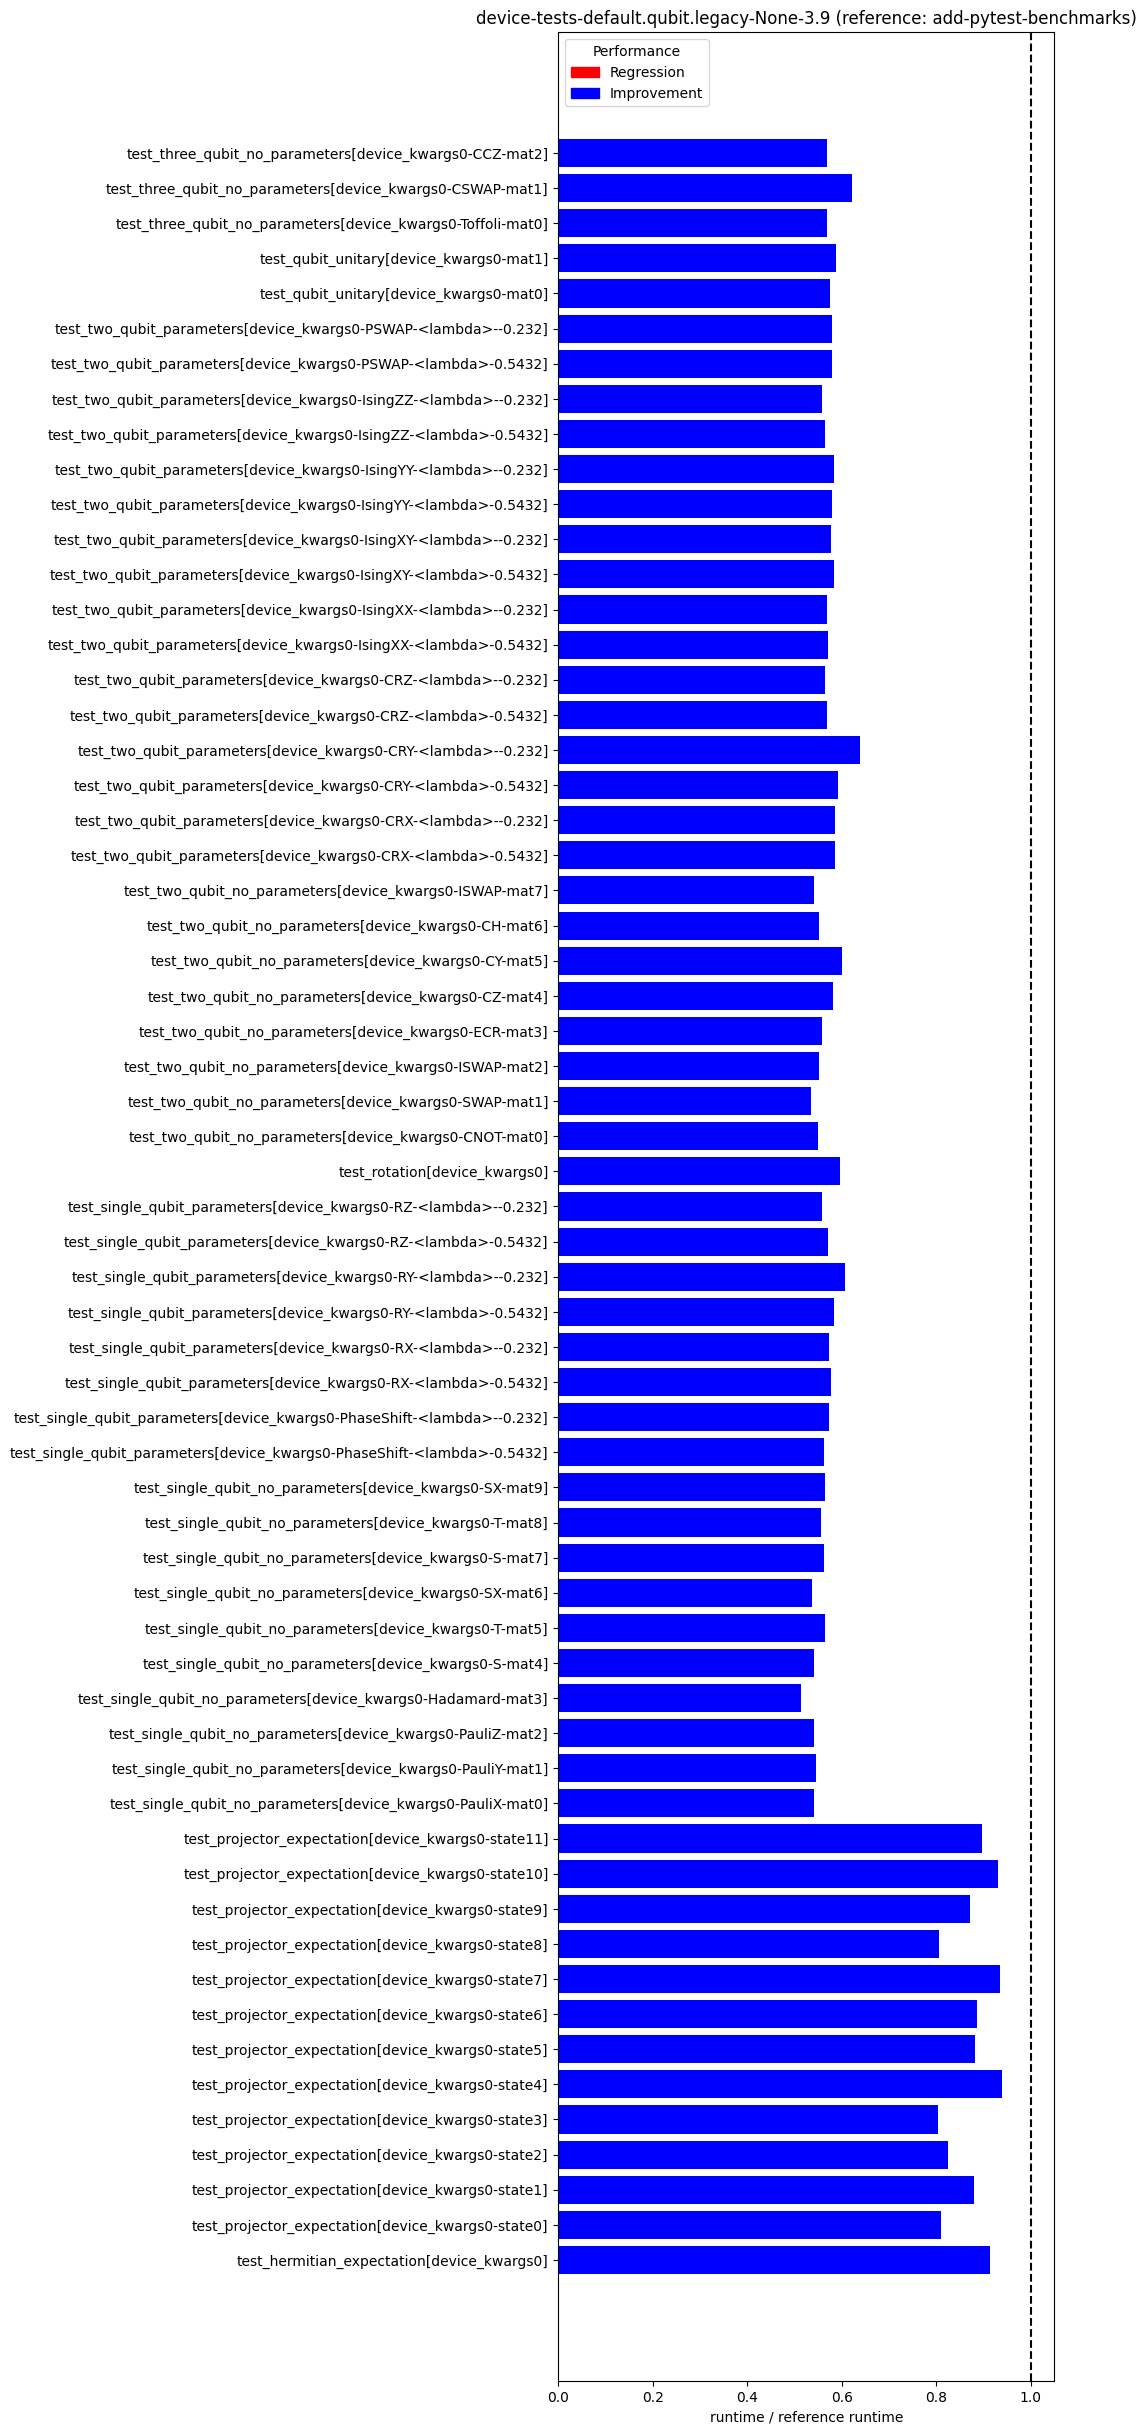 device-tests-default.qubit.legacy-None-3.9 (reference: add-pytest-benchmarks)
Performance
Regression
Improvement
test_three_qubit_no_parameters[device_kwargs0-CCZ-mat2]
test_three_qubit_no_parameters[device_kwargs0-CSWAP-mat1]
test_three_qubit_no_parameters[device_kwargs0-Toffoli-mat0]
test_qubit_unitary[device_kwargs0-mat1]
test_qubit_unitary[device_kwargs0-mat0]
test_two_qubit_parameters[device_kwargs0-PSWAP-<lambda>--0.232]
test_two_qubit_parameters[device_kwargs0-PSWAP-<lambda>-0.5432]
test_two_qubit_parameters[device_kwargs0-IsingZZ-<lambda>--0.232]
test_two_qubit_parameters[device_kwargs0-IsingZZ-<lambda>-0.5432]
test_two_qubit_parameters[device_kwargs0-IsingYY-<lambda>--0.232]
test_two_qubit_parameters[device_kwargs0-IsingYY-<lambda>-0.5432]
test_two_qubit_parameters[device_kwargs0-IsingXY-<lambda>--0.232]
test_two_qubit_parameters[device_kwargs0-IsingXY-<lambda>-0.5432]
test_two_qubit_parameters[device_kwargs0-IsingXX-<lambda>--0.232]
test_two_qubit_parameters[device_kwargs0-IsingXX-<lambda>-0.5432]
test_two_qubit_parameters[device_kwargs0-CRZ-<lambda>--0.232]
test_two_qubit_parameters[device_kwargs0-CRZ-<lambda>-0.5432]
test_two_qubit_parameters[device_kwargs0-CRY-<lambda>--0.232]
test_two_qubit_parameters[device_kwargs0-CRY-<lambda>-0.5432]
test_two_qubit_parameters[device_kwargs0-CRX-<lambda>--0.232]
test_two_qubit_parameters[device_kwargs0-CRX-<lambda>-0.5432]
test_two_qubit_no_parameters[device_kwargs0-ISWAP-mat7]
test_two_qubit_no_parameters[device_kwargs0-CH-mat6]
test_two_qubit_no_parameters[device_kwargs0-CY-mat5]
test_two_qubit_no_parameters[device_kwargs0-CZ-mat4]
test_two_qubit_no_parameters[device_kwargs0-ECR-mat3]
test_two_qubit_no_parameters[device_kwargs0-ISWAP-mat2]
test_two_qubit_no_parameters[device_kwargs0-SWAP-mat1]
test_two_qubit_no_parameters[device_kwargs0-CNOT-mat0]
test_rotation[device_kwargs0]
test_single_qubit_parameters[device_kwargs0-RZ-<lambda>--0.232]
test_single_qubit_parameters[device_kwargs0-RZ-<lambda>-0.5432]
test_single_qubit_parameters[device_kwargs0-RY-<lambda>--0.232]
test_single_qubit_parameters[device_kwargs0-RY-<lambda>-0.5432]
test_single_qubit_parameters[device_kwargs0-RX-<lambda>--0.232]
test_single_qubit_parameters[device_kwargs0-RX-<lambda>-0.5432]
test_single_qubit_parameters[device_kwargs0-PhaseShift-<lambda>--0.232]
test_single_qubit_parameters[device_kwargs0-PhaseShift-<lambda>-0.5432]
test_single_qubit_no_parameters[device_kwargs0-SX-mat9]
test_single_qubit_no_parameters[device_kwargs0-T-mat8]
test_single_qubit_no_parameters[device_kwargs0-S-mat7]
test_single_qubit_no_parameters[device_kwargs0-SX-mat6]
test_single_qubit_no_parameters[device_kwargs0-T-mat5]
test_single_qubit_no_parameters[device_kwargs0-S-mat4]
test_single_qubit_no_parameters[device_kwargs0-Hadamard-mat3]
test_single_qubit_no_parameters[device_kwargs0-PauliZ-mat2]
test_single_qubit_no_parameters[device_kwargs0-PauliY-mat1]
test_single_qubit_no_parameters[device_kwargs0-PauliX-mat0]
test_projector_expectation[device_kwargs0-state11]
test_projector_expectation[device_kwargs0-state10]
test_projector_expectation[device_kwargs0-state9]
test_projector_expectation[device_kwargs0-state8]
test_projector_expectation[device_kwargs0-state7]
test_projector_expectation[device_kwargs0-state6]
test_projector_expectation[device_kwargs0-state5]
test_projector_expectation[device_kwargs0-state4]
test_projector_expectation[device_kwargs0-state3]
test_projector_expectation[device_kwargs0-state2]
test_projector_expectation[device_kwargs0-state1]
test_projector_expectation[device_kwargs0-state0]
test_hermitian_expectation[device_kwargs0]
0.0 0.2 0.4 0.6 0.8 1.0
runtime / reference runtime